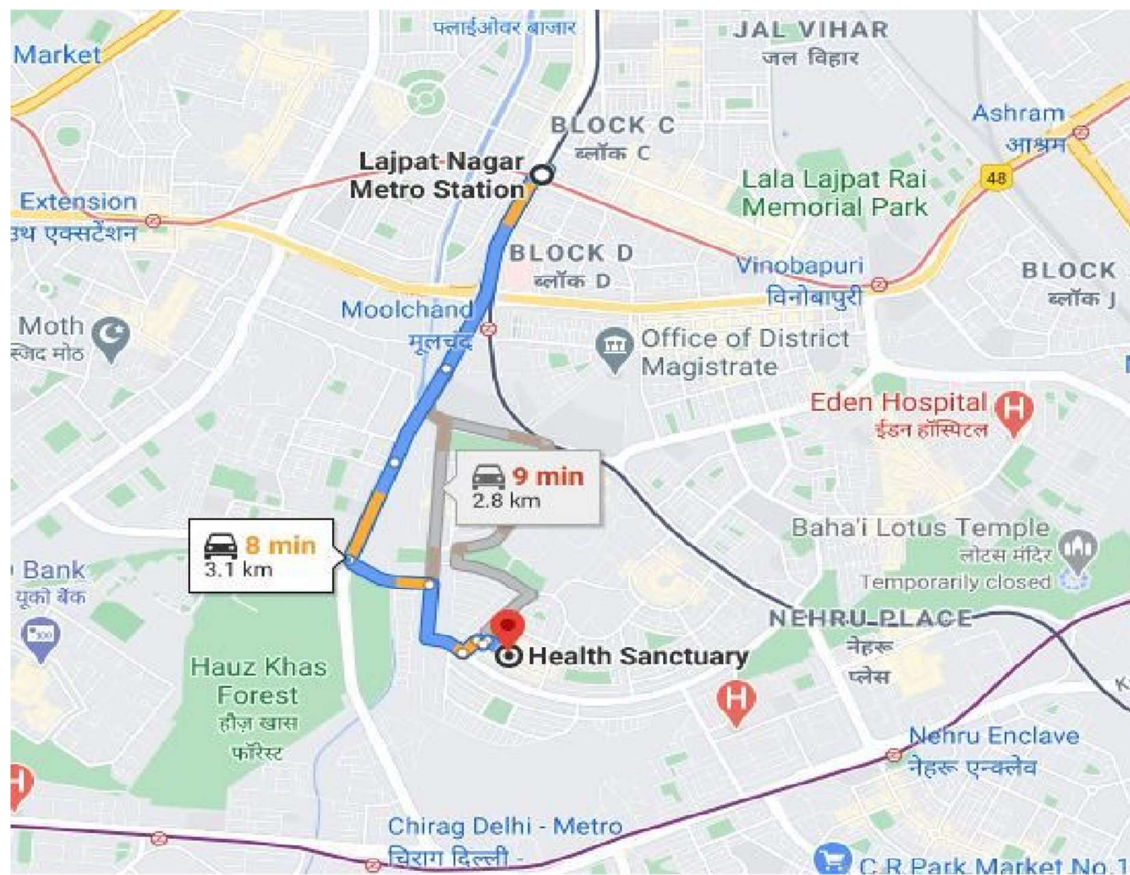 फ्लाईओवर बाजार
JAL VIHAR
जल विहार
Market
Ashram
आश्रम
BLOCK C
ब्लॉक C
Lajpat Nagar
Metro Station
48
Lala Lajpat Rai
Memorial Park
Extension
BLOCK D
ब्लॉक D
Vinobapuri
विनोबापुरी
BLOCK
ब्लॉक J
Moolchand
मूलचंद
Moth
Office of District
Magistrate
Eden Hospital
ईडन हॉस्पिटल
H
9 min
2.8 km
8 min
3.1 km
Baha'i Lotus Temple
लोटस मंदिर
Temporarily closed
Bank
यूको बैंक
NEHRU PLACE
नेहरू
प्लेस
Health Sanctuary
Hauz Khas
Forest
हौज़ खास
फॉरेस्ट
H
Nehru Enclave
नेहरू एन्क्लेव
H
Chirag Delhi - Metro
चिराग दिल्ली -
C R Park Market No.1